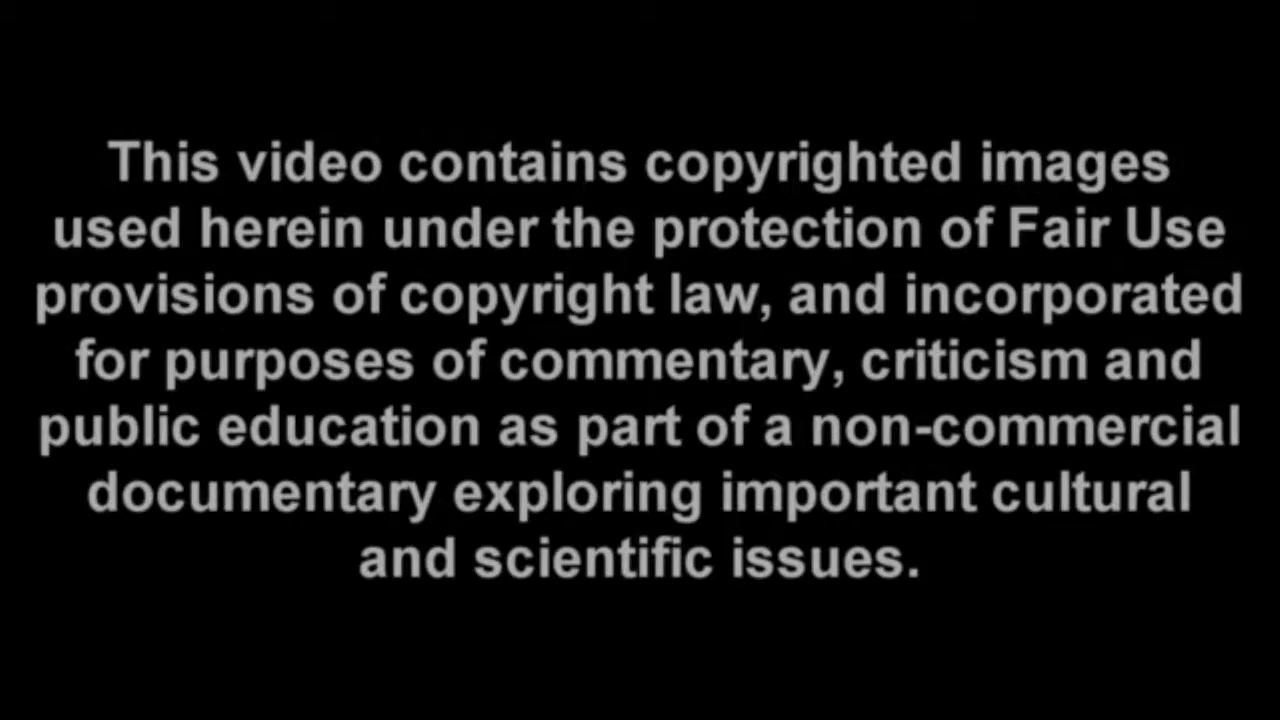 This video contains copyrighted images
used herein under the protection of Fair Use
provisions of copyright law, and incorporated
for purposes of commentary, criticism and
public education as part of a non-commercial
documentary exploring important cultural
and scientific issues.